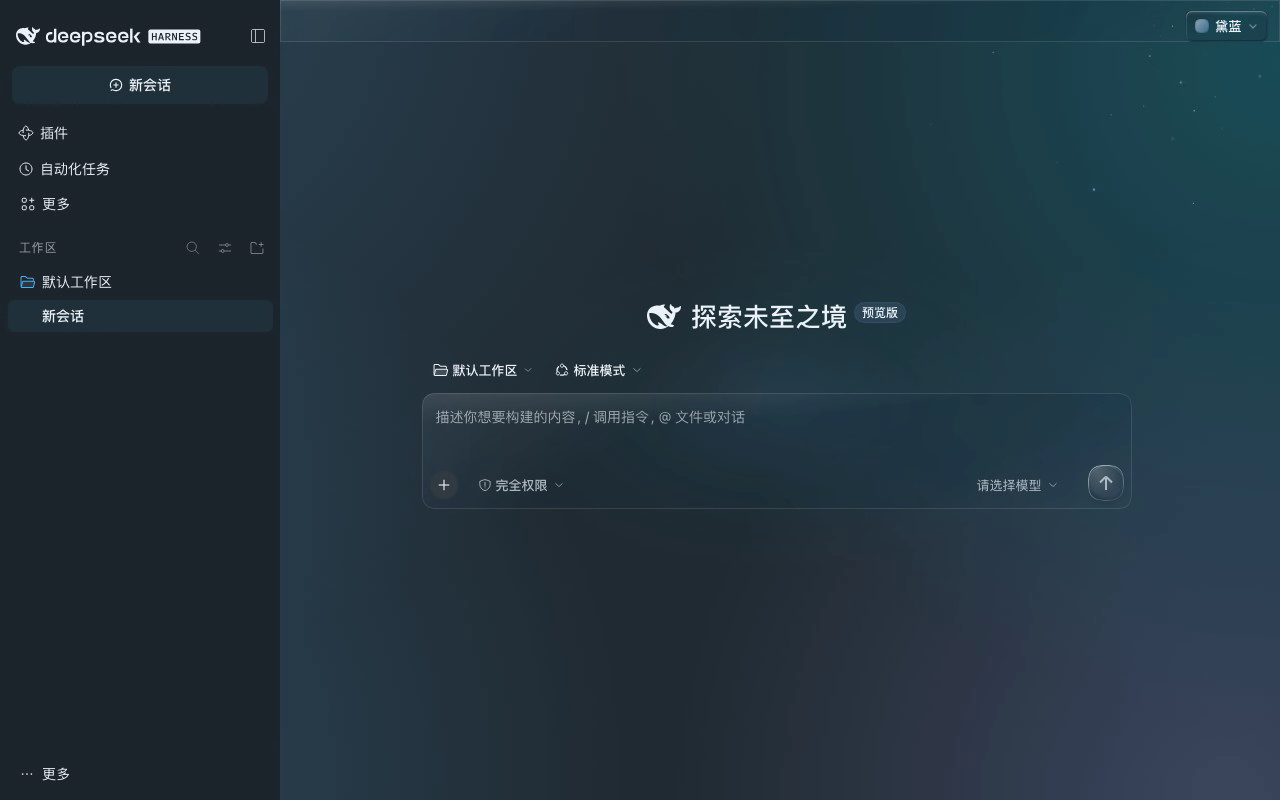 deepseek HARNESS
新会话
插件
自动化任务
更多
工作区
默认工作区
新会话
更多
黛蓝
探索未至之境 预览版
默认工作区 标准模式
描述你想要构建的内容, / 调用指令, @ 文件或对话
完全权限 请选择模型